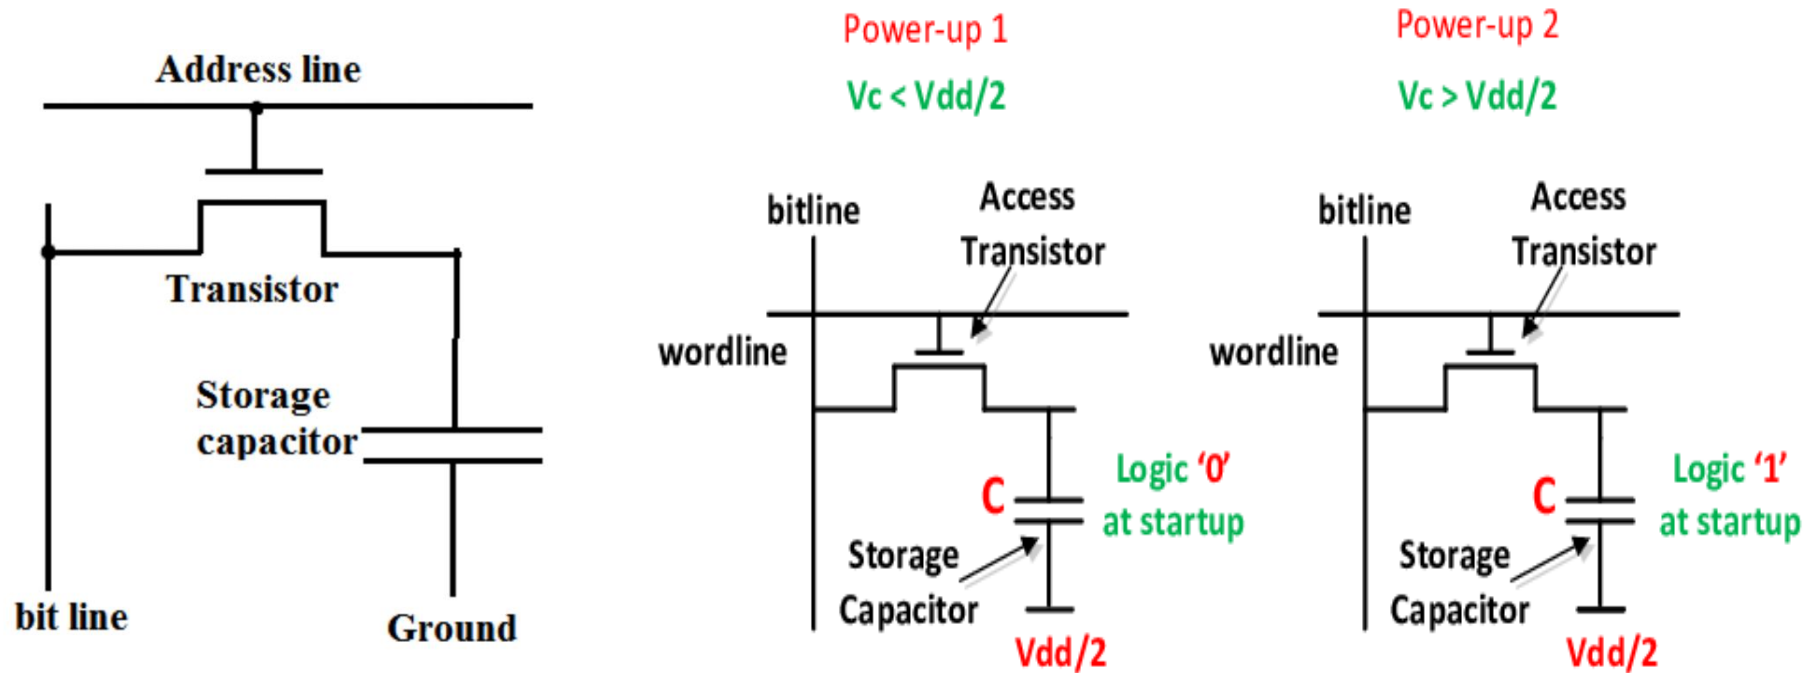 Address line
Transistor
Storage
capacitor
bit line
Ground
Power-up 1
Vc < Vdd/2
bitline
Access
Transistor
wordline
C
Logic ‘0’
at startup
Storage
Capacitor
Vdd/2
Power-up 2
Vc > Vdd/2
bitline
Access
Transistor
wordline
C
Logic ‘1’
at startup
Storage
Capacitor
Vdd/2